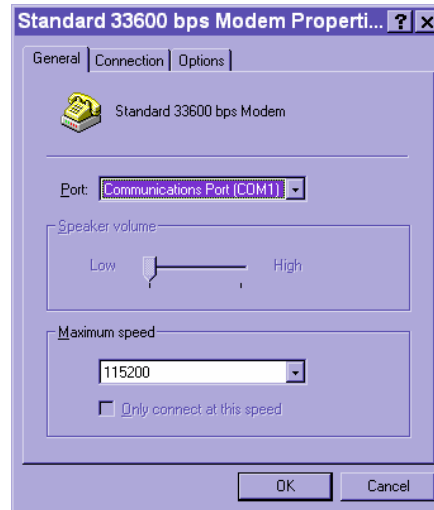 Standard 33600 bps Modem Properti...
General Connection Options
Standard 33600 bps Modem
Port: Communications Port (COM1)
Speaker volume
Low High
Maximum speed
115200
Only connect at this speed
OK Cancel